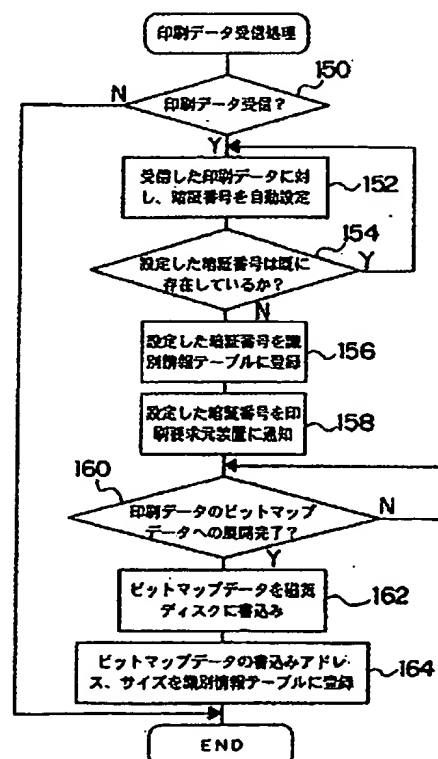 印刷データ受信処理
150
N
印刷データ受信？
Y
受信した印刷データに対
し、暗証番号を自動設定
152
154
設定した暗証番号は既に
存在しているか？
Y
N
設定した暗証番号を識
別情報テーブルに登録
156
設定した暗証番号を印
刷要求元装置に通知
158
160
印刷データのビットマップ
データへの展開完了？
N
Y
ビットマップデータを磁気
ディスクに書込み
162
ビットマップデータの書込みアドレ
ス、サイズを識別情報テーブルに登録
164
END